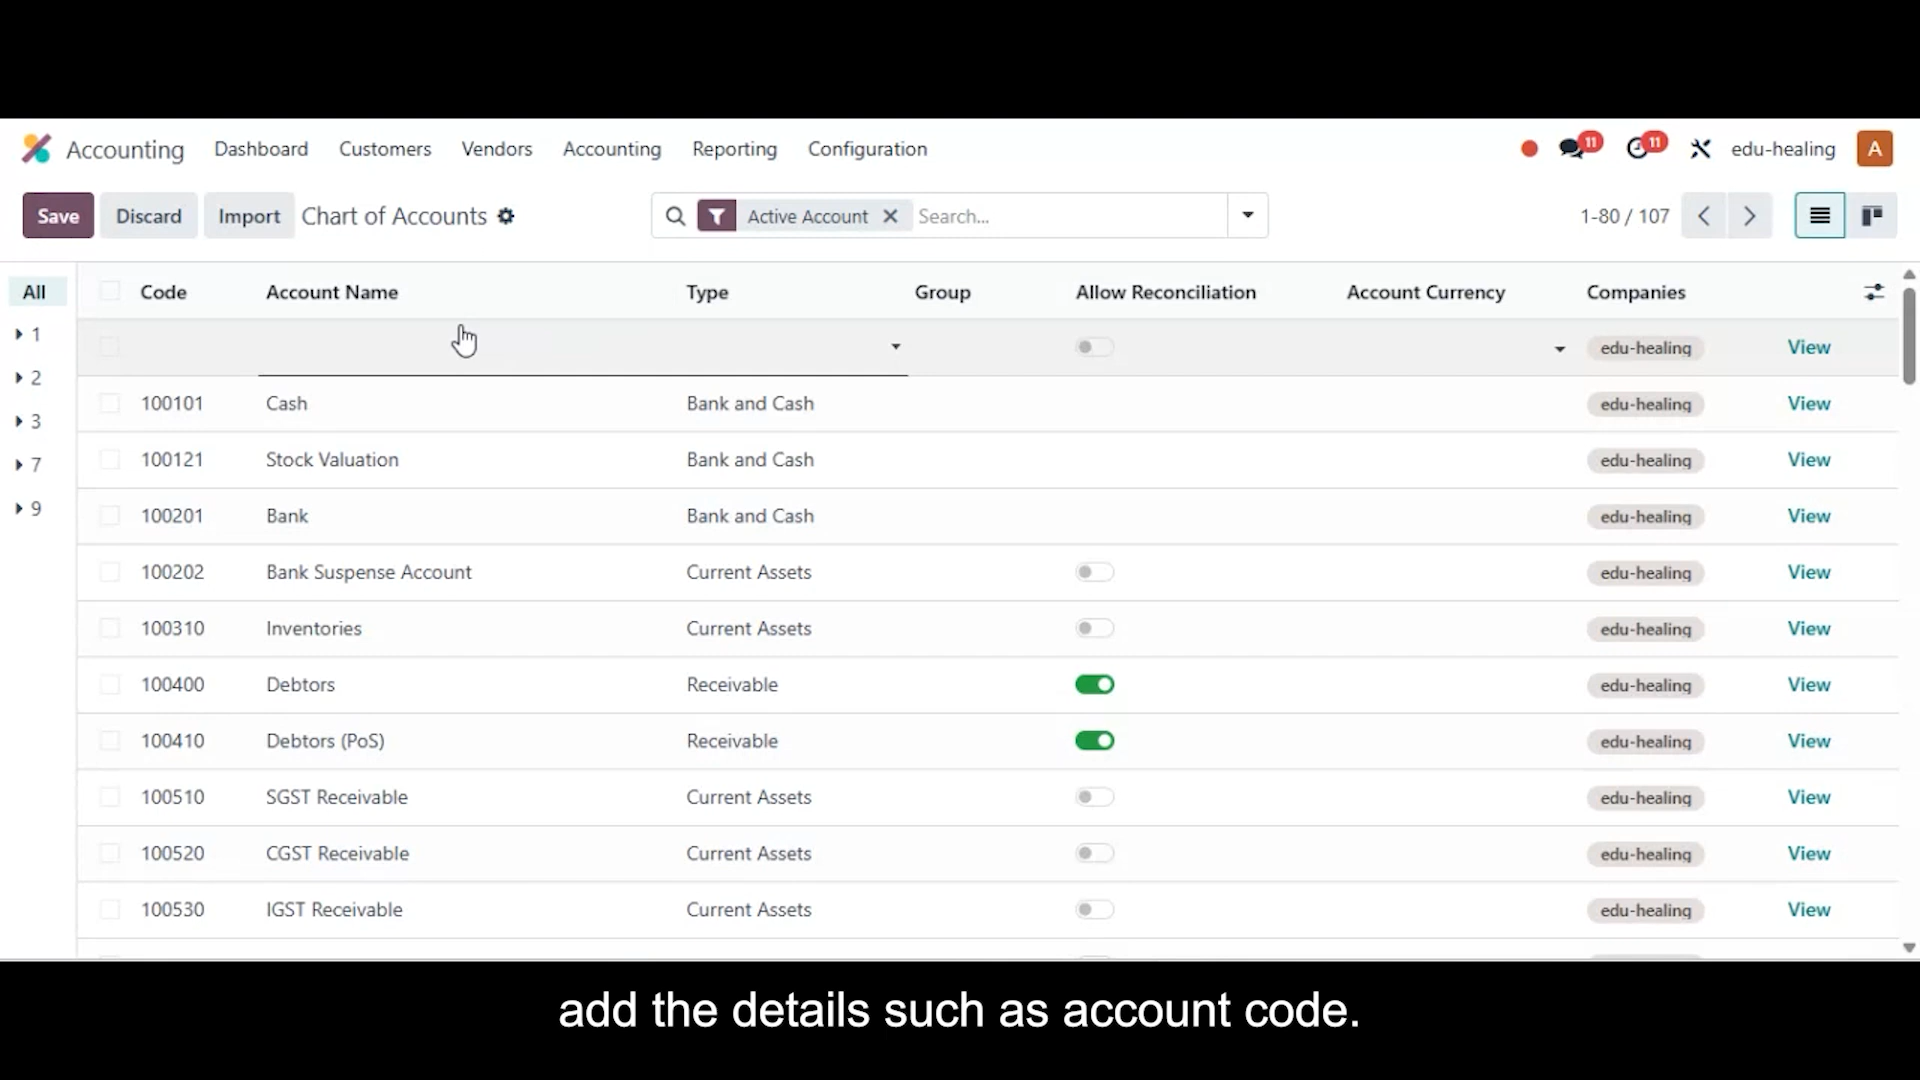 Accounting Dashboard Customers Vendors Accounting Reporting Configuration 11 11 edu-healing A
Save Discard Import Chart of Accounts Active Account Search... 1-80 / 107
All Code Account Name Type Group Allow Reconciliation Account Currency Companies
1
edu-healing View
2
100101 Cash Bank and Cash edu-healing View
3
100121 Stock Valuation Bank and Cash edu-healing View
7
9
100201 Bank Bank and Cash edu-healing View
100202 Bank Suspense Account Current Assets edu-healing View
100310 Inventories Current Assets edu-healing View
100400 Debtors Receivable edu-healing View
100410 Debtors (PoS) Receivable edu-healing View
100510 SGST Receivable Current Assets edu-healing View
100520 CGST Receivable Current Assets edu-healing View
100530 IGST Receivable Current Assets edu-healing View
add the details such as account code.